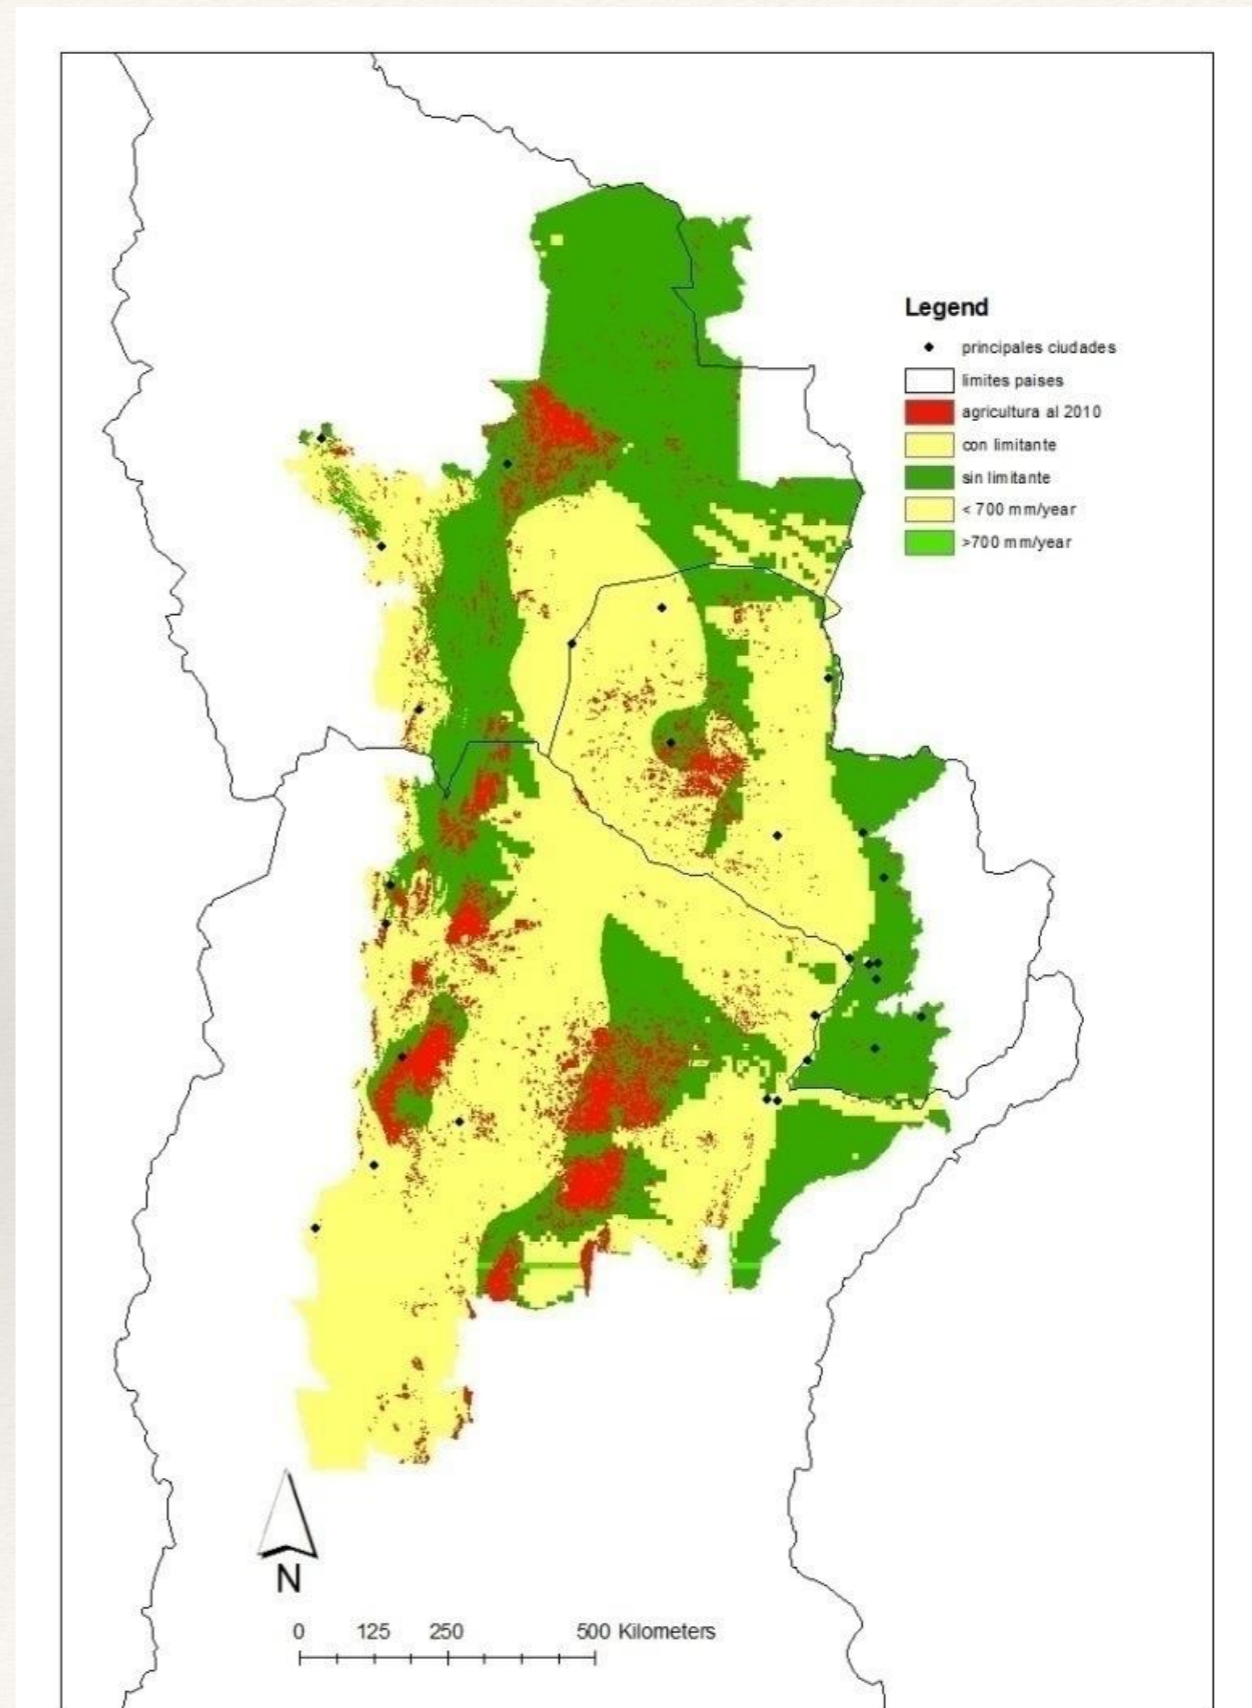 Legend
principales ciudades
limites paises
agricultura al 2010
con limitante
sin limitante
< 700 mm/year
>700 mm/year
N
0 125 250 500 Kilometers